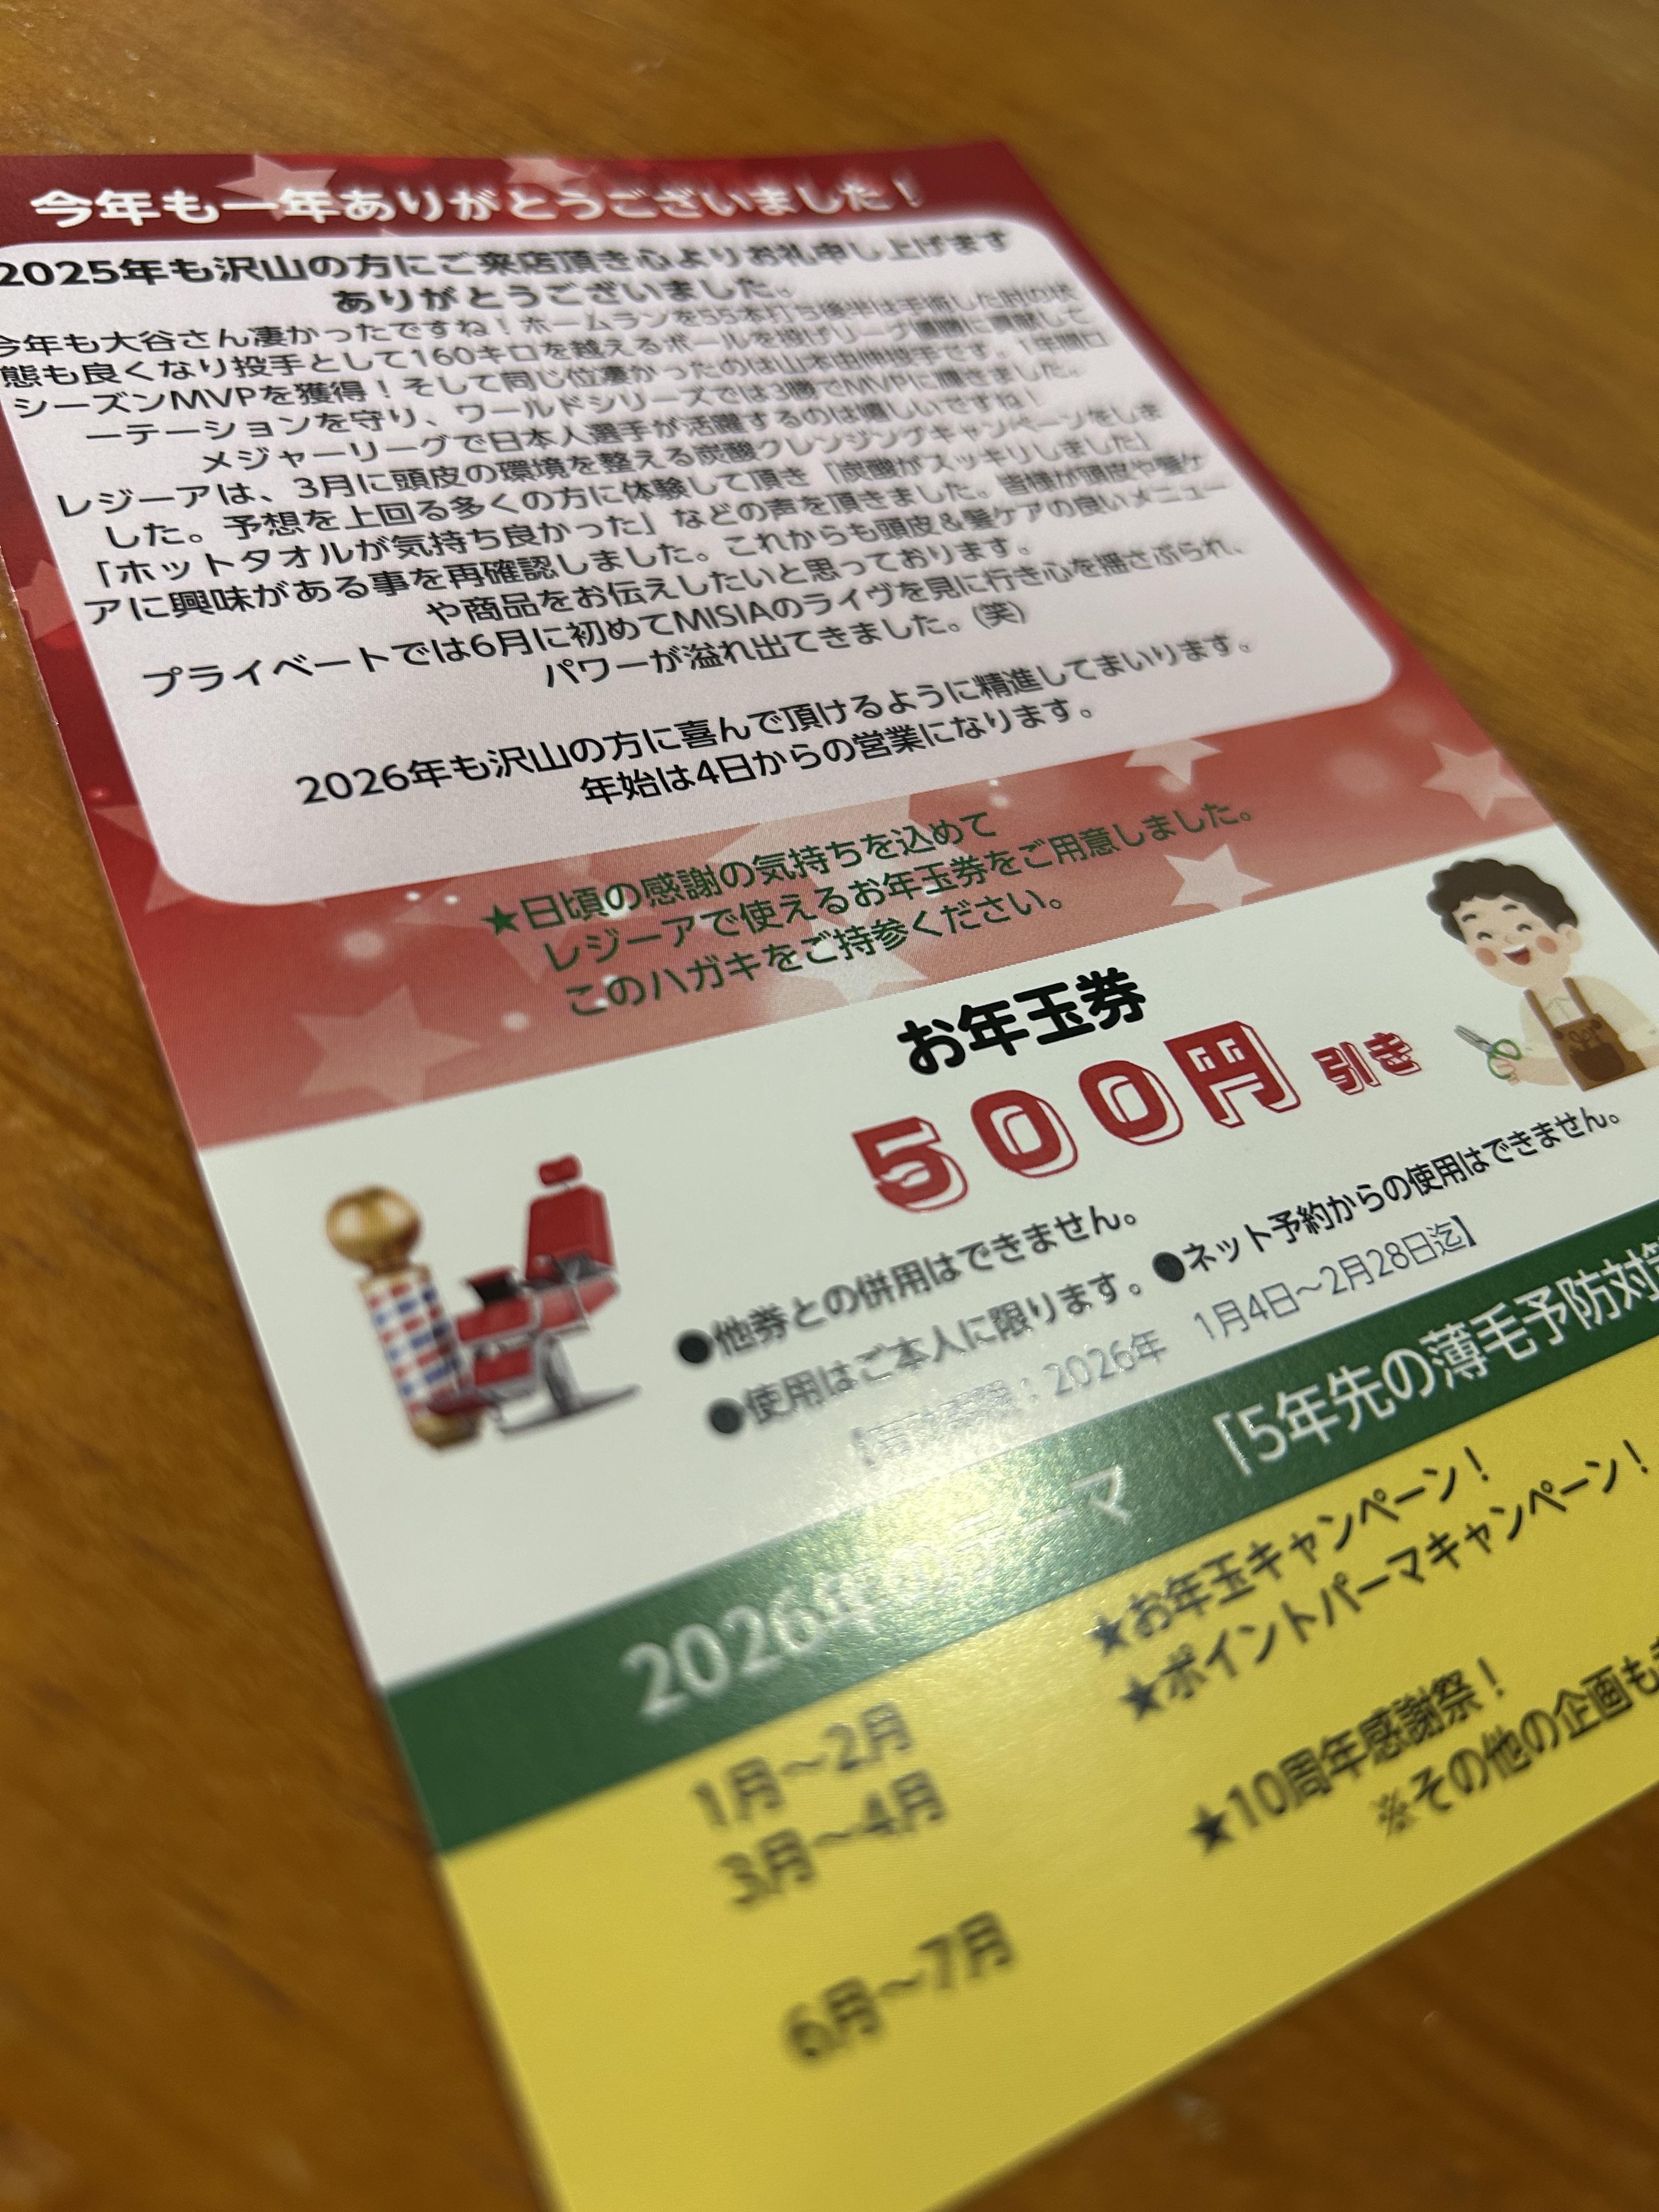 今年も一年ありがとうございました！
2025年も沢山の方にご来店頂き心よりお礼申し上げます
ありがとうございました。
今年も大谷さん凄かったですね！ホームランを55本打ち後半は手術した肘の状
態も良くなり投手として160キロを越えるボールを投げリーグ優勝に貢献して
シーズンMVPを獲得！そして同じ位凄かったのは山本由伸投手です。1年間ロ
ーテーションを守り、ワールドシリーズでは3勝でMVPに輝きました。
メジャーリーグで日本人選手が活躍するのは嬉しいですね！
レジーアは、3月に頭皮の環境を整える炭酸クレンジングキャンペーンをしま
した。予想を上回る多くの方に体験して頂き「炭酸がスッキリしました」
「ホットタオルが気持ち良かった」などの声を頂きました。皆様が頭皮や髪ケ
アに興味がある事を再確認しました。これからも頭皮＆髪ケアの良いメニュー
や商品をお伝えしたいと思っております。
プライベートでは6月に初めてMISIAのライヴを見に行き心を揺さぶられ、
パワーが溢れ出てきました。(笑)
2026年も沢山の方に喜んで頂けるように精進してまいります。
年始は4日からの営業になります。
★日頃の感謝の気持ちを込めて
レジーアで使えるお年玉券をご用意しました。
このハガキをご持参ください。
お年玉券
500円引き
●他券との併用はできません。
●使用はご本人に限ります。●ネット予約からの使用はできません。
【有効期限：2026年 1月4日～2月28日迄】
2026年のテーマ 「5年先の薄毛予防対策
1月～2月 ★お年玉キャンペーン！
3月～4月 ★ポイントパーマキャンペーン！
6月～7月 ★10周年感謝祭！
※その他の企画も